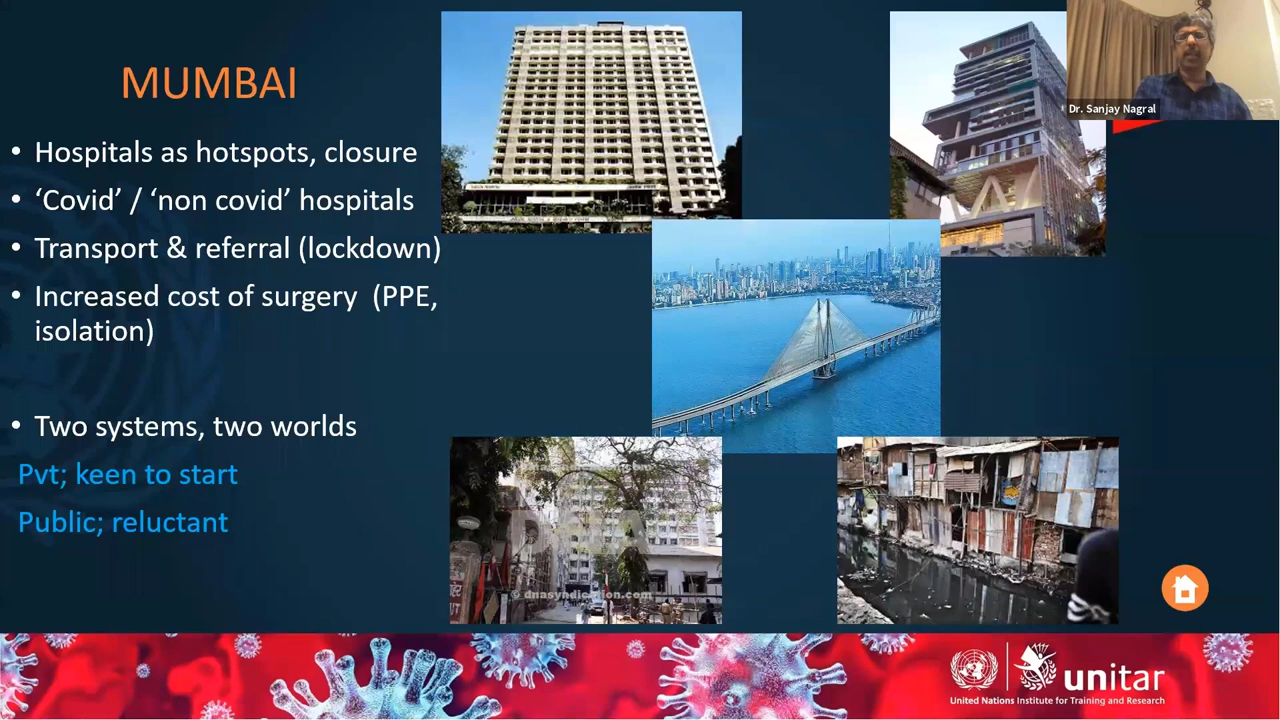 MUMBAI
• Hospitals as hotspots, closure
• ‘Covid’ / ‘non covid’ hospitals
• Transport & referral (lockdown)
• Increased cost of surgery (PPE,
isolation)
• Two systems, two worlds
Pvt; keen to start
Public; reluctant
Dr. Sanjay Nagral
© dnasyndication.com
unitar
United Nations Institute for Training and Research